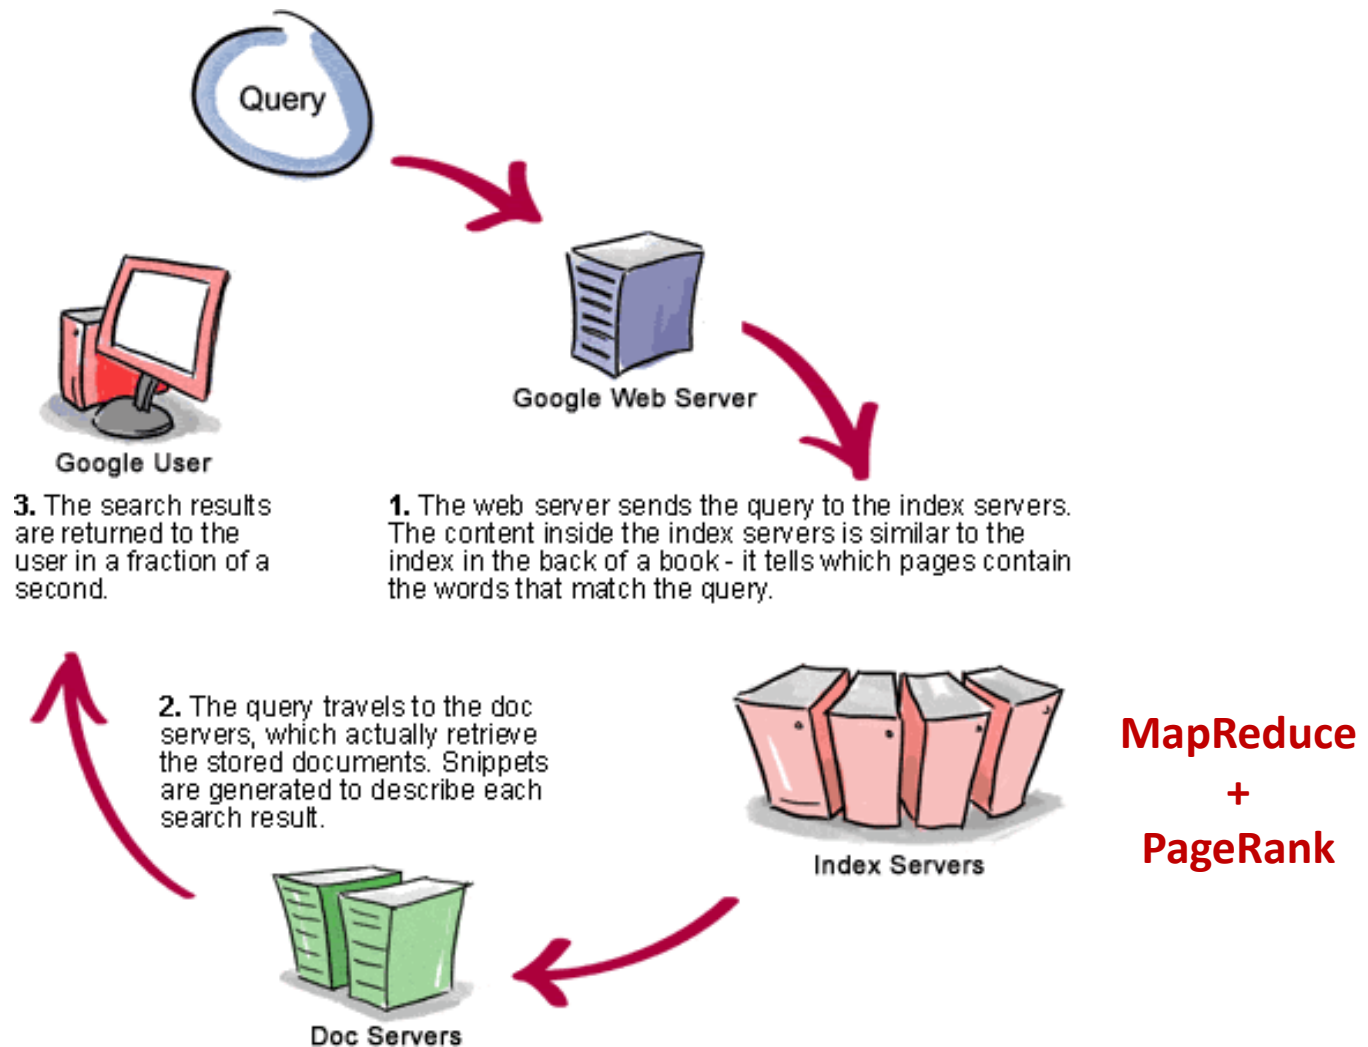 Query
Google Web Server
Google User
3. The search results
are returned to the
user in a fraction of a
second.
1. The web server sends the query to the index servers.
The content inside the index servers is similar to the
index in the back of a book - it tells which pages contain
the words that match the query.
2. The query travels to the doc
servers, which actually retrieve
the stored documents. Snippets
are generated to describe each
search result.
Index Servers
MapReduce
+
PageRank
Doc Servers